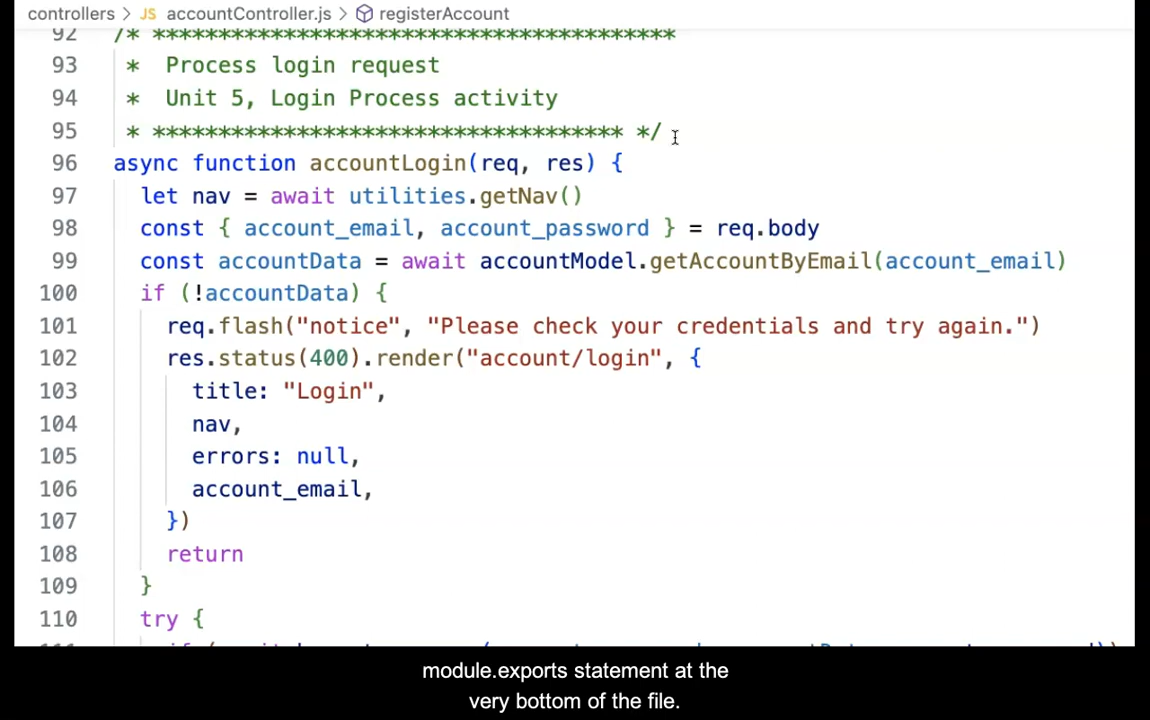 controllers > JS accountController.js > registerAccount
92 /* ****************************************
93 *  Process login request
94 *  Unit 5, Login Process activity
95 * ************************************ */
96 async function accountLogin(req, res) {
97 let nav = await utilities.getNav()
98 const { account_email, account_password } = req.body
99 const accountData = await accountModel.getAccountByEmail(account_email)
100 if (!accountData) {
101 req.flash("notice", "Please check your credentials and try again.")
102 res.status(400).render("account/login", {
103 title: "Login",
104 nav,
105 errors: null,
106 account_email,
107 })
108 return
109 }
110 try {
module.exports statement at the
very bottom of the file.